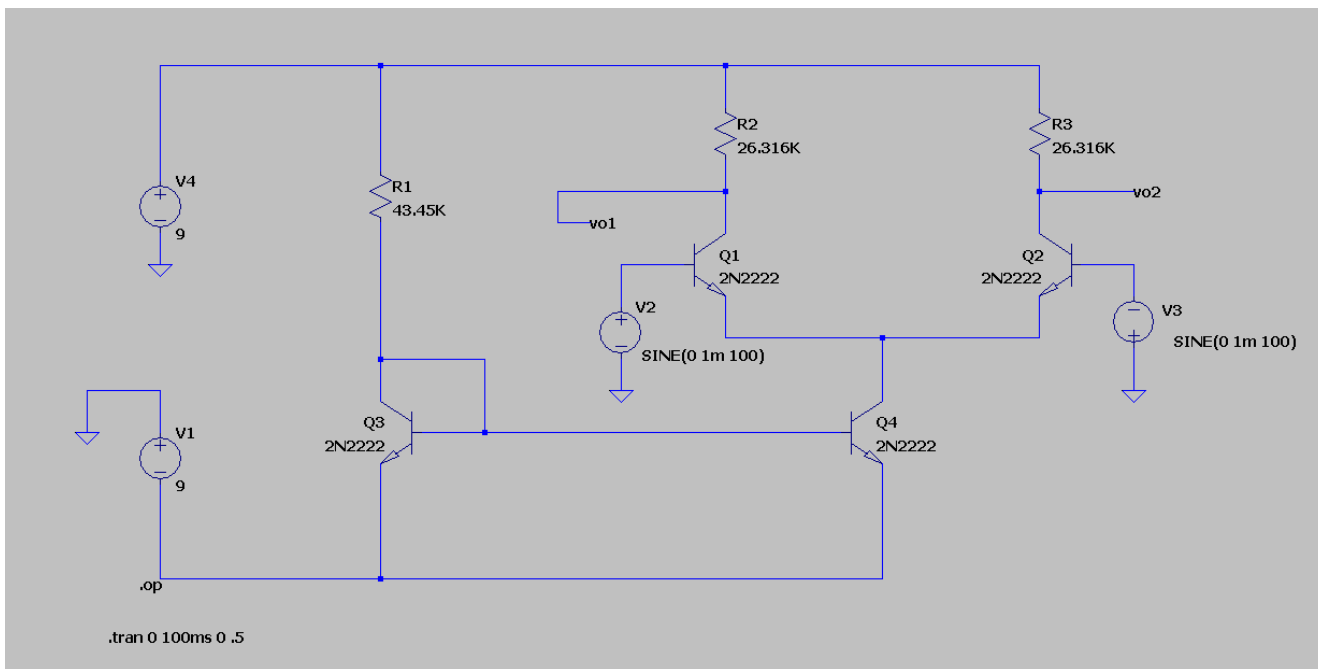 R2
26.316K
R3
26.316K
V4
9
R1
43.45K
vo1
vo2
Q1
2N2222
Q2
2N2222
V2
SINE(0 1m 100)
V3
SINE(0 1m 100)
Q3
2N2222
Q4
2N2222
V1
9
.op
.tran 0 100ms 0 .5